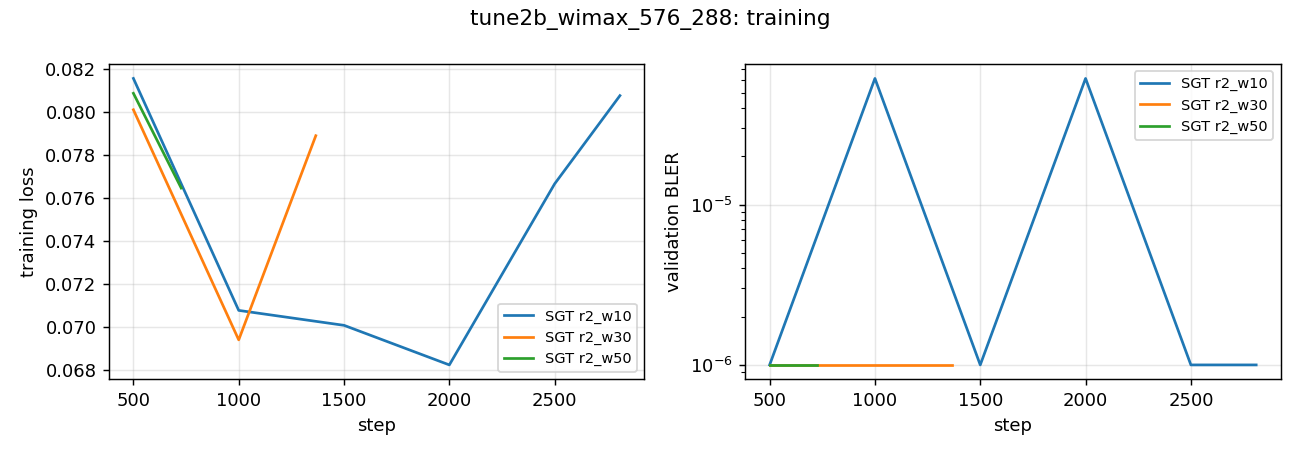 tune2b_wimax_576_288: training
training loss
0.082
0.080
0.078
0.076
0.074
0.072
0.070
0.068
500
1000
1500
2000
2500
step
SGT r2_w10
SGT r2_w30
SGT r2_w50
validation BLER
10⁻⁵
10⁻⁶
500
1000
1500
2000
2500
step
SGT r2_w10
SGT r2_w30
SGT r2_w50